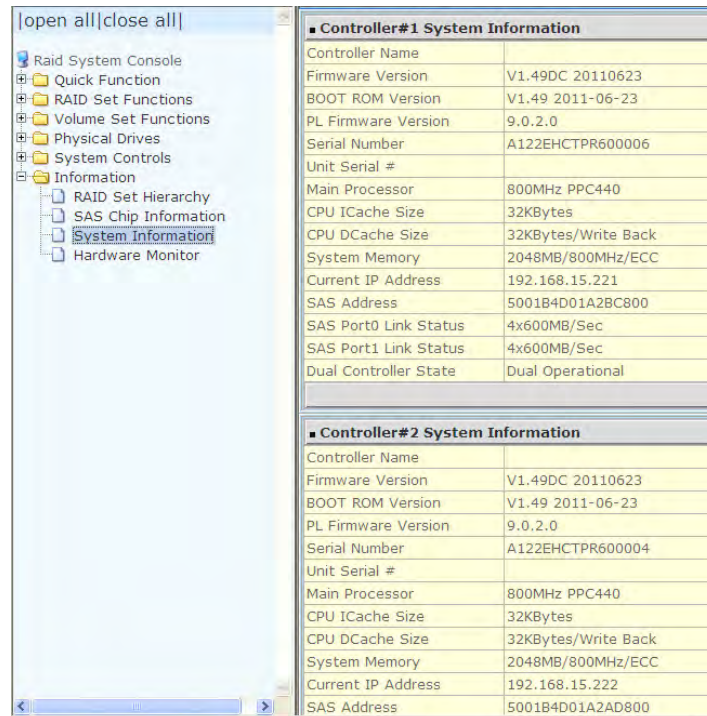 |open all|close all|
Raid System Console
Quick Function
RAID Set Functions
Volume Set Functions
Physical Drives
System Controls
Information
RAID Set Hierarchy
SAS Chip Information
System Information
Hardware Monitor
Controller#1 System Information
Controller Name
Firmware Version V1.49DC 20110623
BOOT ROM Version V1.49 2011-06-23
PL Firmware Version 9.0.2.0
Serial Number A122EHCTPR600006
Unit Serial #
Main Processor 800MHz PPC440
CPU ICache Size 32KBytes
CPU DCache Size 32KBytes/Write Back
System Memory 2048MB/800MHz/ECC
Current IP Address 192.168.15.221
SAS Address 5001B4D01A2BC800
SAS Port0 Link Status 4x600MB/Sec
SAS Port1 Link Status 4x600MB/Sec
Dual Controller State Dual Operational
Controller#2 System Information
Controller Name
Firmware Version V1.49DC 20110623
BOOT ROM Version V1.49 2011-06-23
PL Firmware Version 9.0.2.0
Serial Number A122EHCTPR600004
Unit Serial #
Main Processor 800MHz PPC440
CPU ICache Size 32KBytes
CPU DCache Size 32KBytes/Write Back
System Memory 2048MB/800MHz/ECC
Current IP Address 192.168.15.222
SAS Address 5001B4D01A2AD800